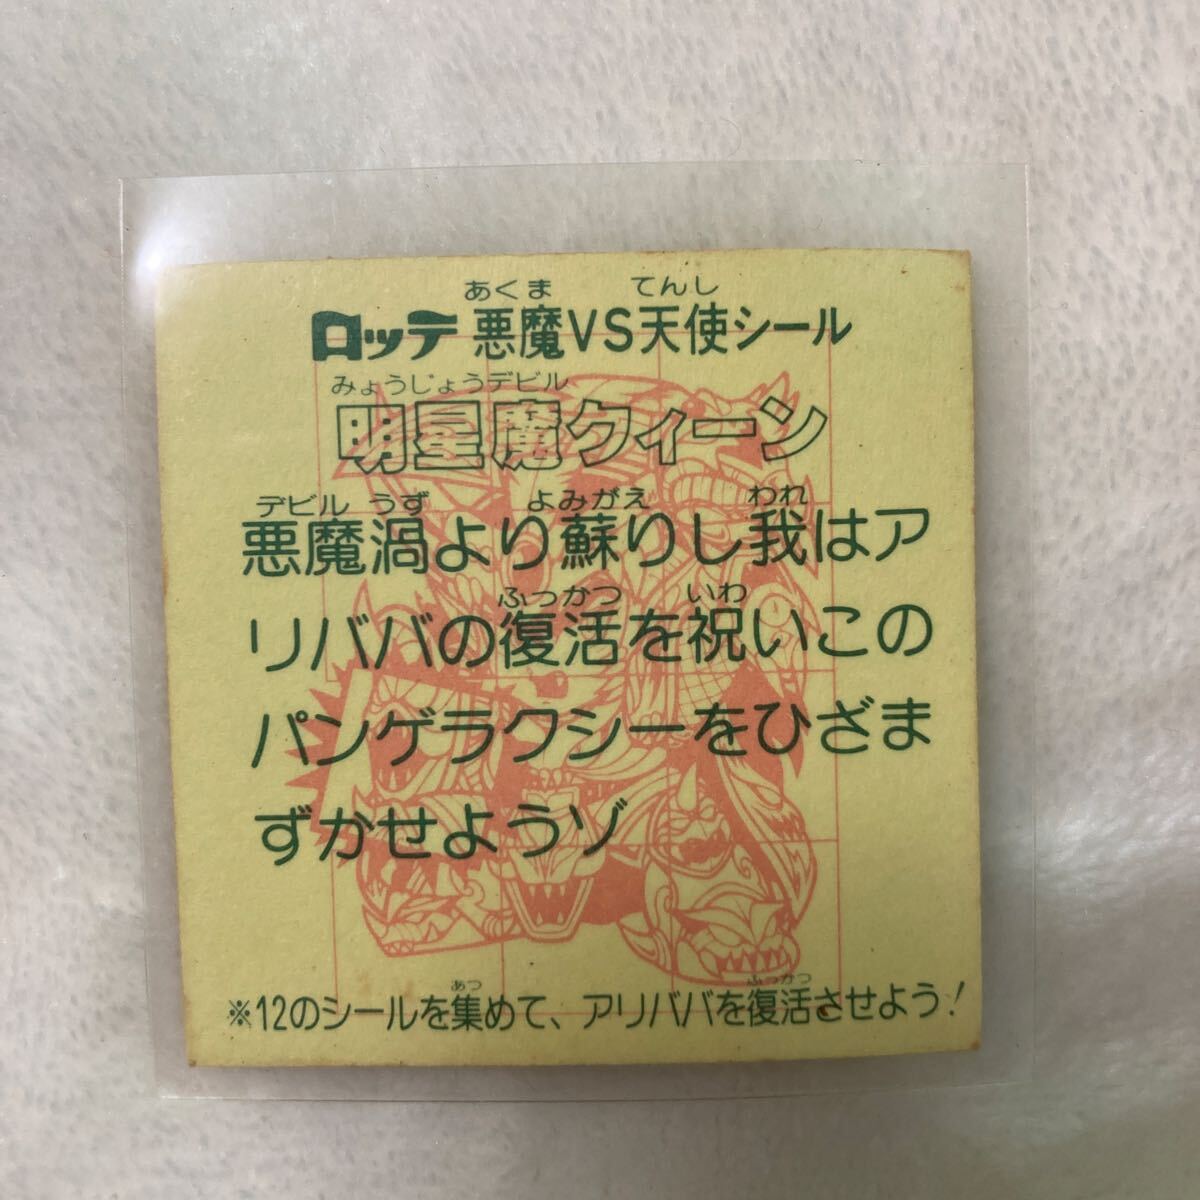 あくま てんし
ロッテ 悪魔VS天使シール
みょうじょうデビル
明星魔クィーン
デビル うず よみがえ われ
悪魔渦より蘇りし我はア
ふっかつ いわ
リババの復活を祝いこの
パンゲラクシーをひざま
ずかせようゾ
あつ ふっかつ
※12のシールを集めて、アリババを復活させよう!